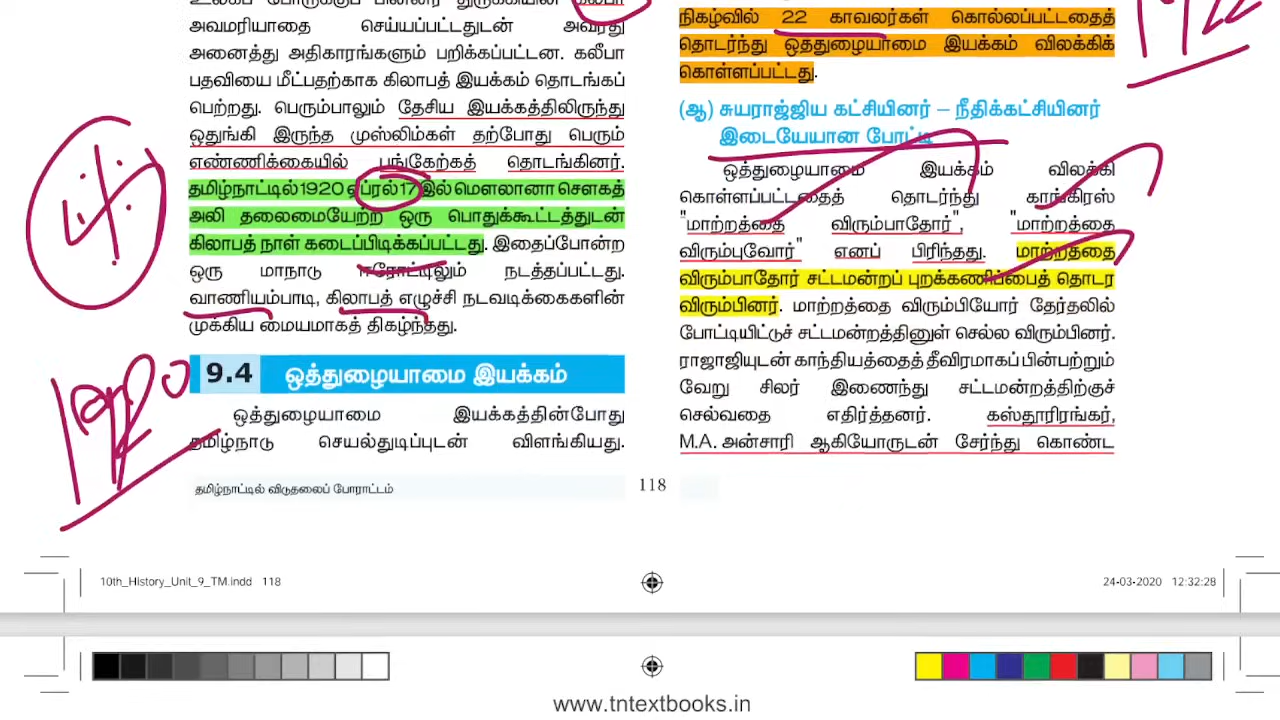 அவமரியாதை செய்யப்பட்டதுடன் அவரது
அனைத்து அதிகாரங்களும் பறிக்கப்பட்டன. கலீபா
பதவியை மீட்பதற்காக கிலாபத் இயக்கம் தொடங்கப்
பெற்றது. பெரும்பாலும் தேசிய இயக்கத்திலிருந்து
ஒதுங்கி இருந்த முஸ்லிம்கள் தற்போது பெரும்
எண்ணிக்கையில் பங்கேற்கத் தொடங்கினர்.
தமிழ்நாட்டில் 1920 ஏப்ரல் 17 இல் மௌலானா சௌகத்
அலி தலைமையேற்ற ஒரு பொதுக்கூட்டத்துடன்
கிலாபத் நாள் கடைப்பிடிக்கப்பட்டது. இதைப்போன்ற
ஒரு மாநாடு ஈரோட்டிலும் நடத்தப்பட்டது.
வாணியம்பாடி, கிலாபத் எழுச்சி நடவடிக்கைகளின்
முக்கிய மையமாகத் திகழ்ந்தது.
9.4 ஒத்துழையாமை இயக்கம்
ஒத்துழையாமை இயக்கத்தின்போது
தமிழ்நாடு செயல்துடிப்புடன் விளங்கியது.
1920
நிகழ்வில் 22 காவலர்கள் கொல்லப்பட்டதைத்
தொடர்ந்து ஒத்துழையாமை இயக்கம் விலக்கிக்
கொள்ளப்பட்டது.
(ஆ) சுயராஜ்ஜிய கட்சியினர் – நீதிக்கட்சியினர்
இடையேயான போட்டி
ஒத்துழையாமை இயக்கம் விலக்கி
கொள்ளப்பட்டதைத் தொடர்ந்து காங்கிரஸ்
"மாற்றத்தை விரும்பாதோர்", "மாற்றத்தை
விரும்புவோர்" எனப் பிரிந்தது. மாற்றத்தை
விரும்பாதோர் சட்டமன்றப் புறக்கணிப்பைத் தொடர
விரும்பினர். மாற்றத்தை விரும்பியோர் தேர்தலில்
போட்டியிட்டுச் சட்டமன்றத்தினுள் செல்ல விரும்பினர்.
ராஜாஜியுடன் காந்தியத்தைத் தீவிரமாகப் பின்பற்றும்
வேறு சிலர் இணைந்து சட்டமன்றத்திற்குச்
செல்வதை எதிர்த்தனர். கஸ்தூரிரங்கர்,
M.A. அன்சாரி ஆகியோருடன் சேர்ந்து கொண்ட
தமிழ்நாட்டில் விடுதலைப் போராட்டம்
118
10th_History_Unit_9_TM.indd 118
24-03-2020 12:32:28
www.tntextbooks.in